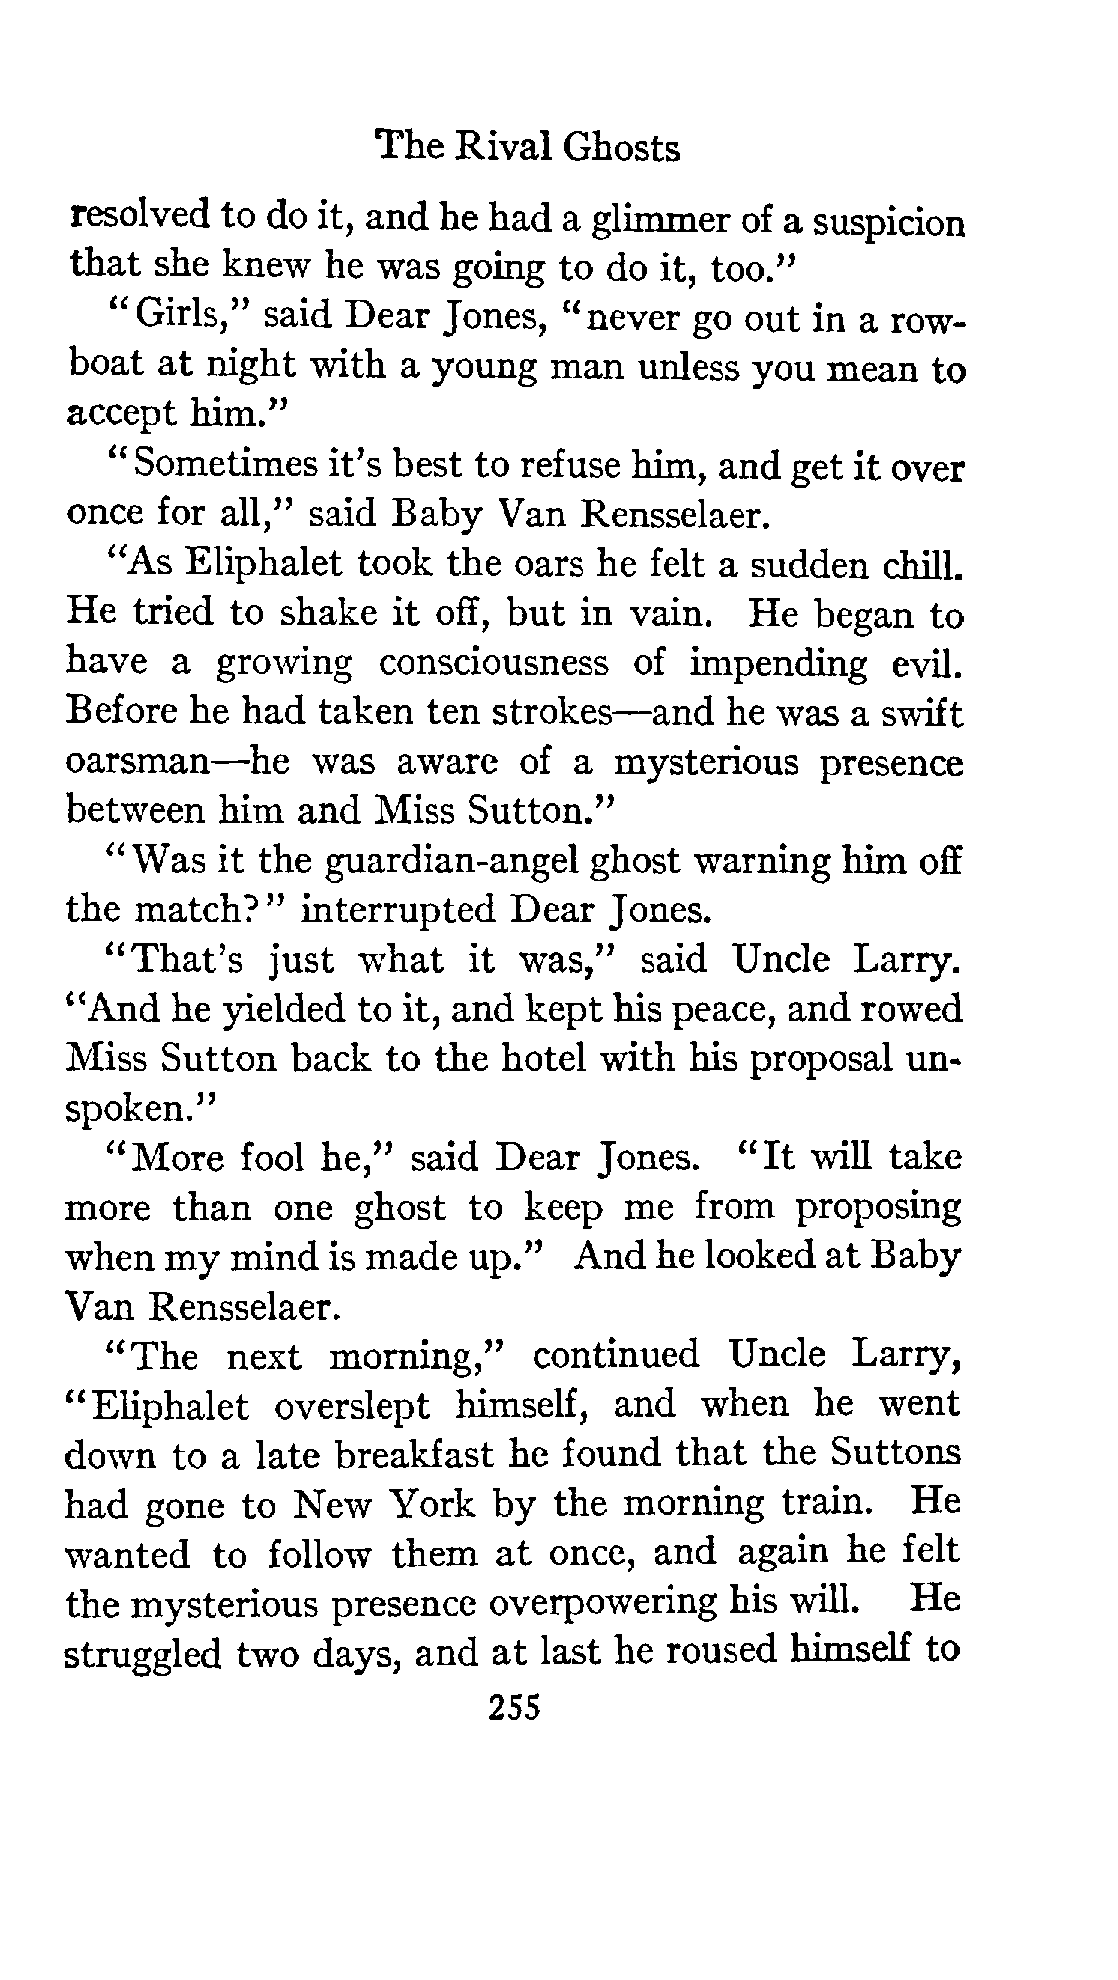 The Rival Ghosts
resolved to do it, and he had a glimmer of a suspicion
that she knew he was going to do it, too."
"Girls," said Dear Jones, "never go out in a row-
boat at night with a young man unless you mean to
accept him."
"Sometimes it's best to refuse him, and get it over
once for all," said Baby Van Rensselaer.
"As Eliphalet took the oars he felt a sudden chill.
He tried to shake it off, but in vain. He began to
have a growing consciousness of impending evil.
Before he had taken ten strokes—and he was a swift
oarsman—he was aware of a mysterious presence
between him and Miss Sutton."
"Was it the guardian-angel ghost warning him off
the match?" interrupted Dear Jones.
"That's just what it was," said Uncle Larry.
"And he yielded to it, and kept his peace, and rowed
Miss Sutton back to the hotel with his proposal un-
spoken."
"More fool he," said Dear Jones. "It will take
more than one ghost to keep me from proposing
when my mind is made up." And he looked at Baby
Van Rensselaer.
"The next morning," continued Uncle Larry,
"Eliphalet overslept himself, and when he went
down to a late breakfast he found that the Suttons
had gone to New York by the morning train. He
wanted to follow them at once, and again he felt
the mysterious presence overpowering his will. He
struggled two days, and at last he roused himself to
255